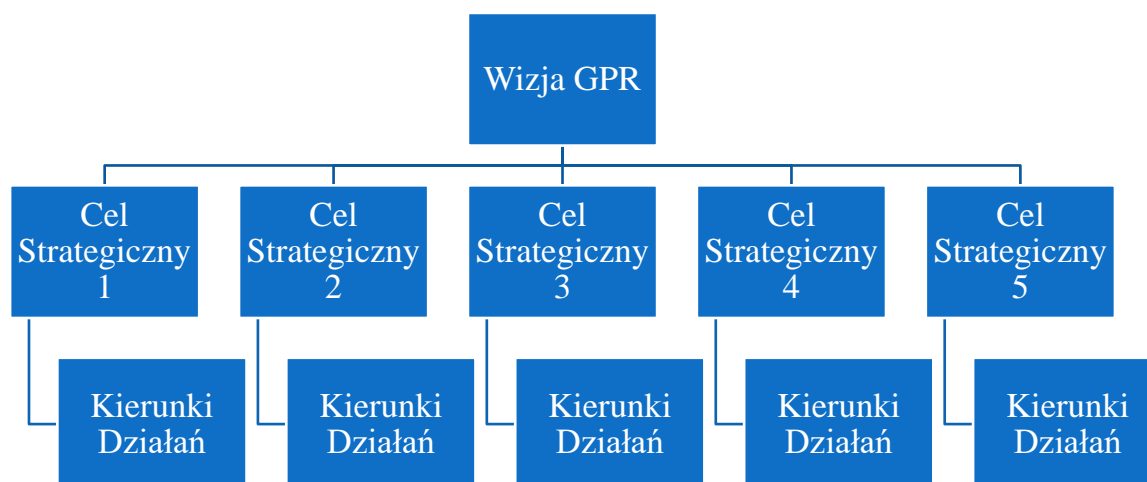 Wizja GPR
Cel
Strategiczny
1
Cel
Strategiczny
2
Cel
Strategiczny
3
Cel
Strategiczny
4
Cel
Strategiczny
5
Kierunki
Działań
Kierunki
Działań
Kierunki
Działań
Kierunki
Działań
Kierunki
Działań